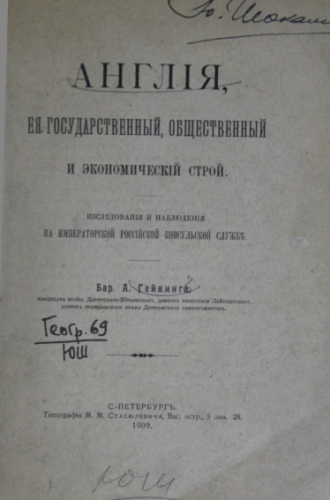 АНГЛІЯ,
ЕЯ ГОСУДАРСТВЕННЫЙ, ОБЩЕСТВЕННЫЙ
И ЭКОНОМИЧЕСКІЙ СТРОЙ.
ИЗСЛѢДОВАНІЯ И НАБЛЮДЕНІЯ
НА ИМПЕРАТОРСКОЙ РОССІЙСКОЙ КОНСУЛЬСКОЙ СЛУЖБѢ.
Бар. А. Гейкинга,
Геогр. 69
ЮШ
С.-ПЕТЕРБУРГЪ.
Типографія М. М. Стасюлевича, Вас. остр., 5 лин. 28.
1909.
ЮШ